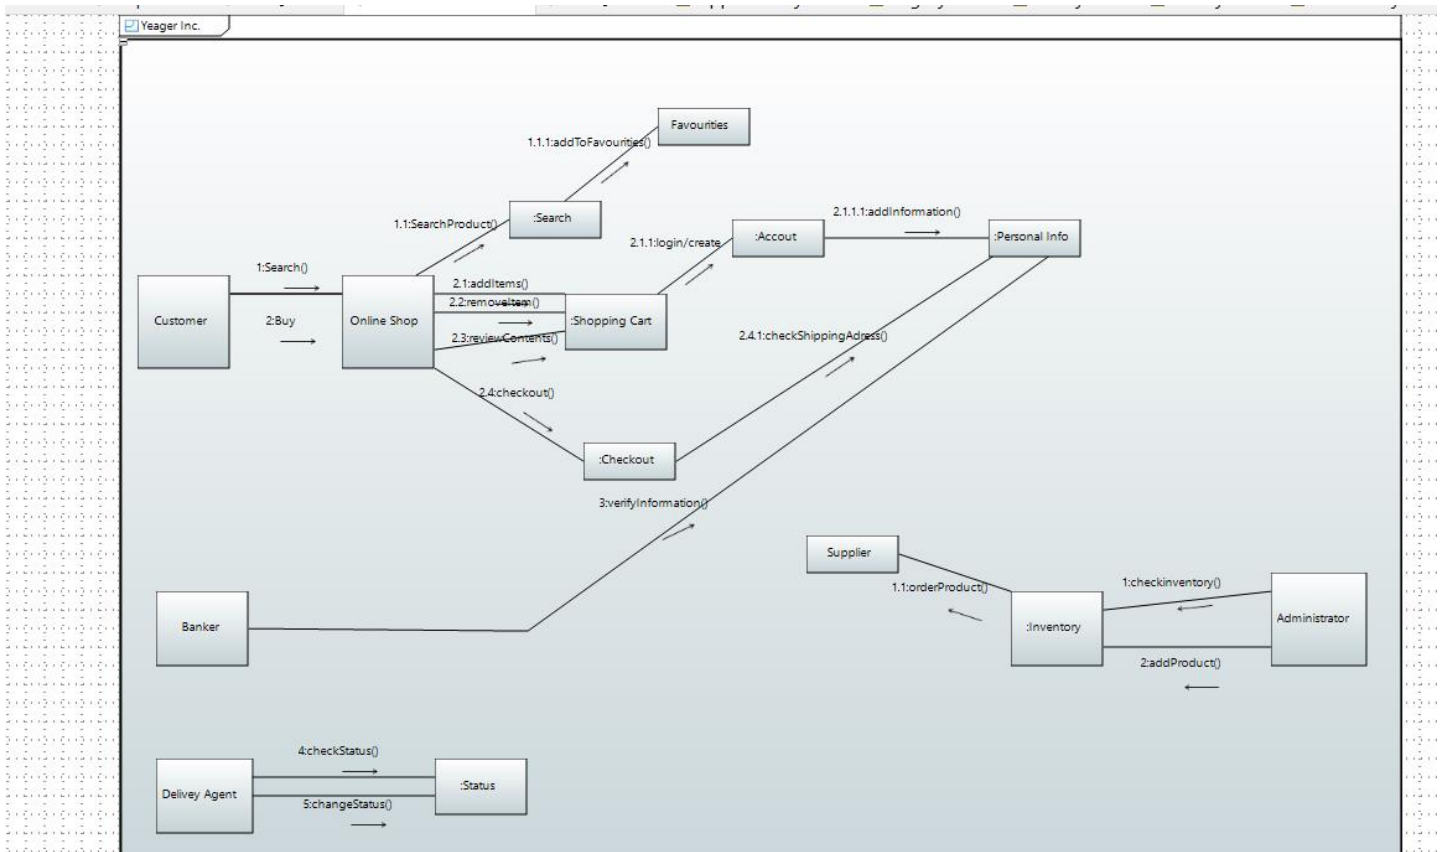 Yeager Inc.
Favourities
1.1.1:addToFavourities()
:Search
1.1:SearchProduct()
2.1.1.1:addInformation()
:Accout
:Personal Info
2.1.1:login/create
1:Search()
2.1:addItems()
2.2:removeItem()
Customer
2:Buy
Online Shop
:Shopping Cart
2.3:reviewContents()
2.4.1:checkShippingAdress()
2.4:checkout()
:Checkout
3:verifyInformation()
Supplier
1.1:orderProduct()
1:checkinventory()
Administrator
Banker
:Inventory
2:addProduct()
4:checkStatus()
:Status
Delivey Agent
5:changeStatus()